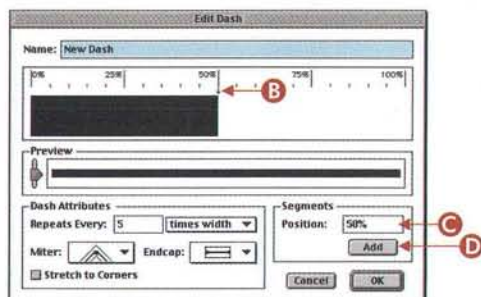 Edit Dash
Name: New Dash
0% 25% 50% 75% 100%
B
Preview
Dash Attributes
Repeats Every: 5 times width
Miter: Endcap:
Stretch to Corners
Segments
Position: 50%
C
Add
D
Cancel OK